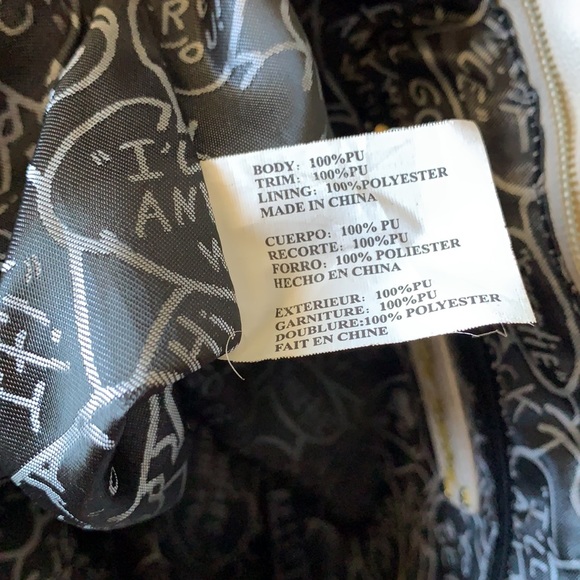 BODY: 100%PU
TRIM: 100%PU
LINING: 100%POLYESTER
MADE IN CHINA
CUERPO: 100% PU
RECORTE: 100%PU
FORRO: 100% POLIESTER
HECHO EN CHINA
EXTERIEUR: 100%PU
GARNITURE: 100%PU
DOUBLURE:100% POLYESTER
FAIT EN CHINE